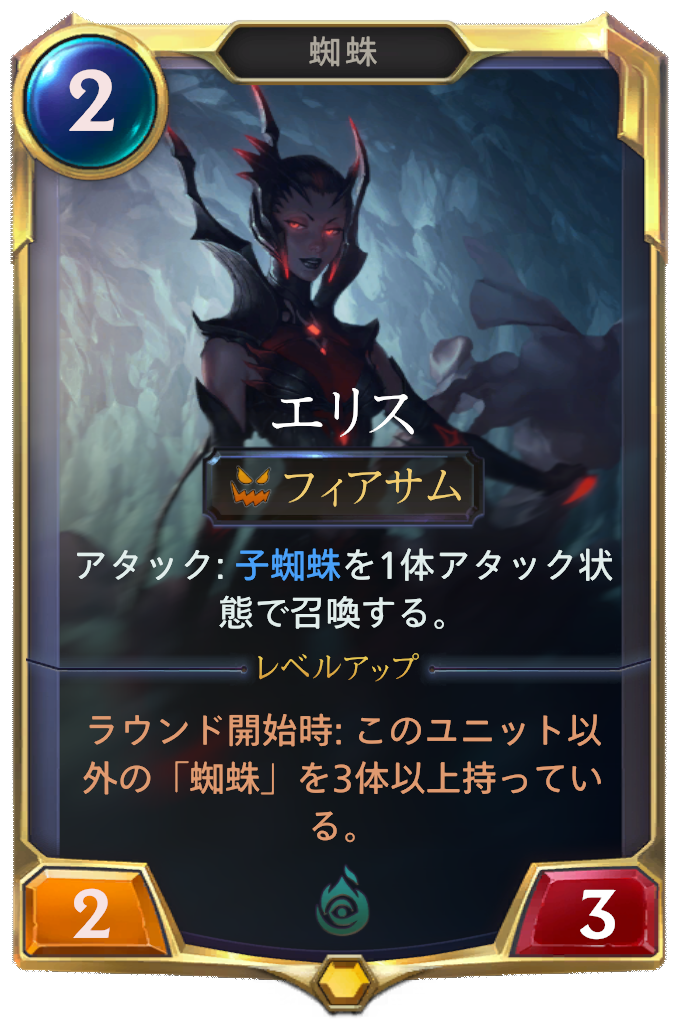 蜘蛛
2
エリス
フィアサム
アタック: 子蜘蛛を1体アタック状
態で召喚する。
レベルアップ
ラウンド開始時: このユニット以
外の「蜘蛛」を3体以上持ってい
る。
2
3